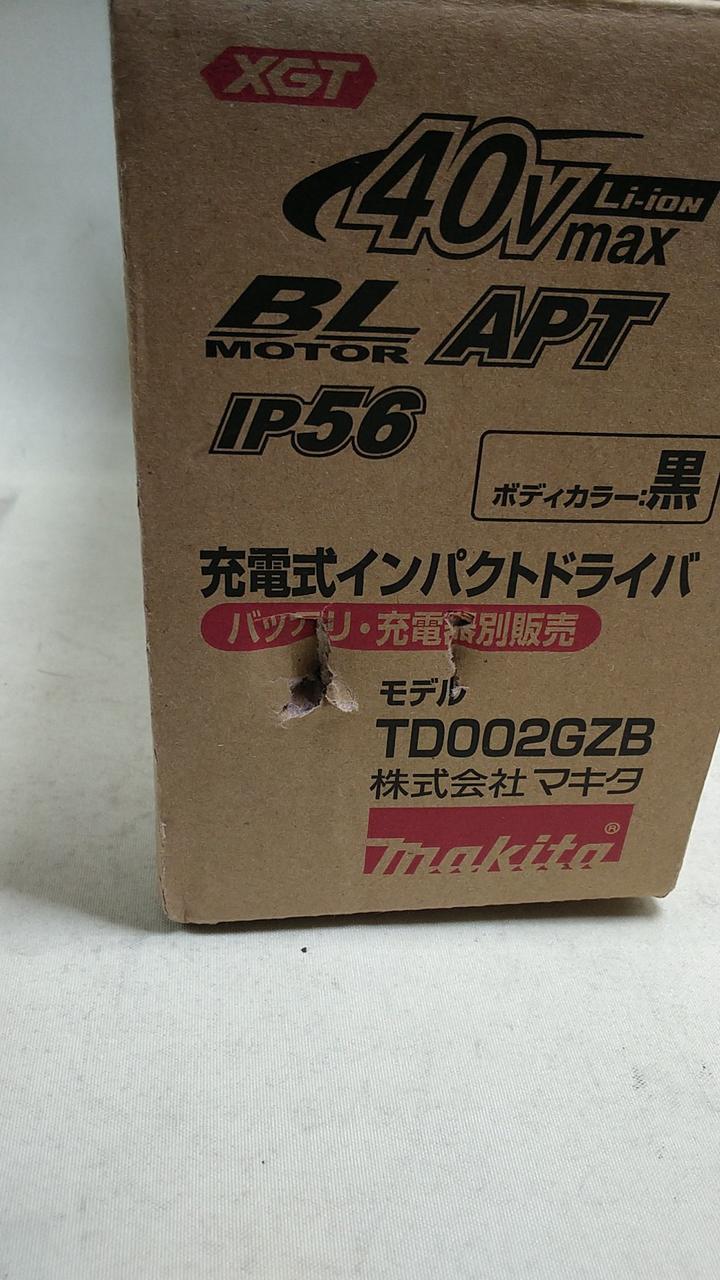 XGT
40Vmax Li-ion
BL MOTOR APT
IP56
ボディカラー:黒
充電式インパクトドライバ
バッテリ・充電器別販売
モデル
TD002GZB
株式会社マキタ
makita®